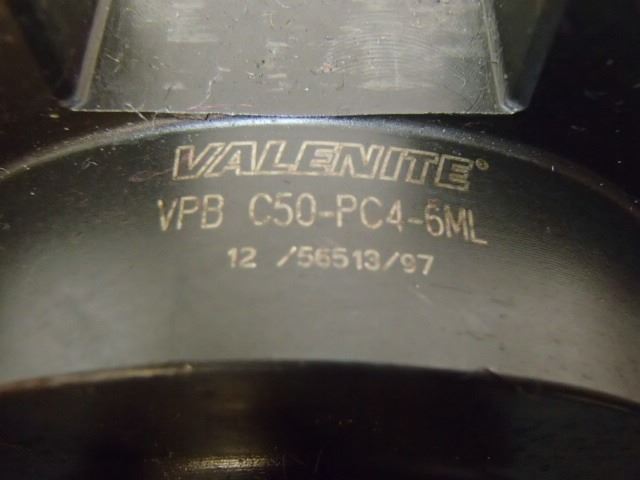 VALENITE®
VPB C50-PC4-6ML
12 /56513/97